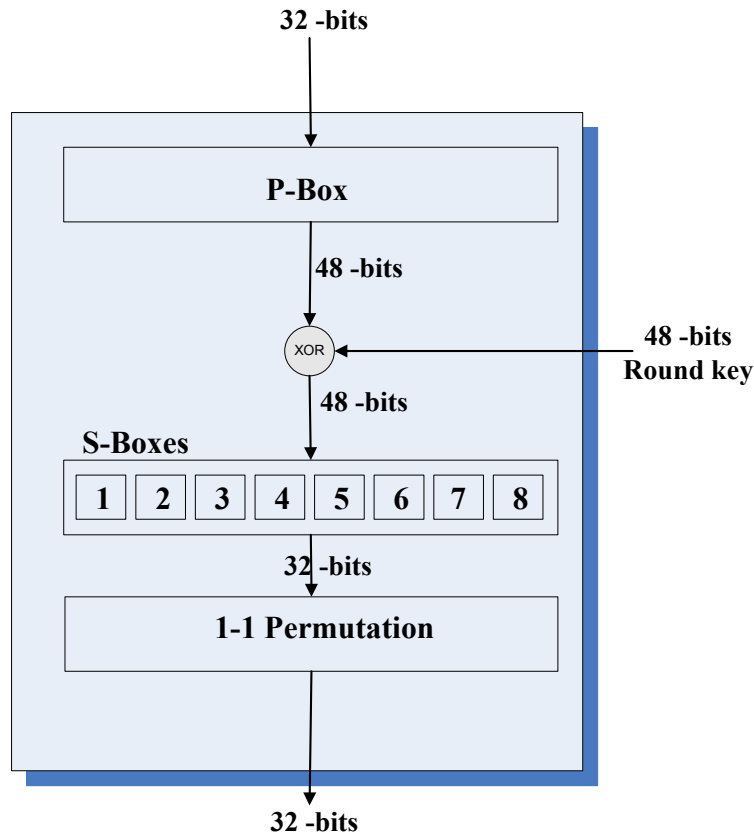 32 -bits
P-Box
48 -bits
XOR
48 -bits
Round key
48 -bits
S-Boxes
1 2 3 4 5 6 7 8
32 -bits
1-1 Permutation
32 -bits